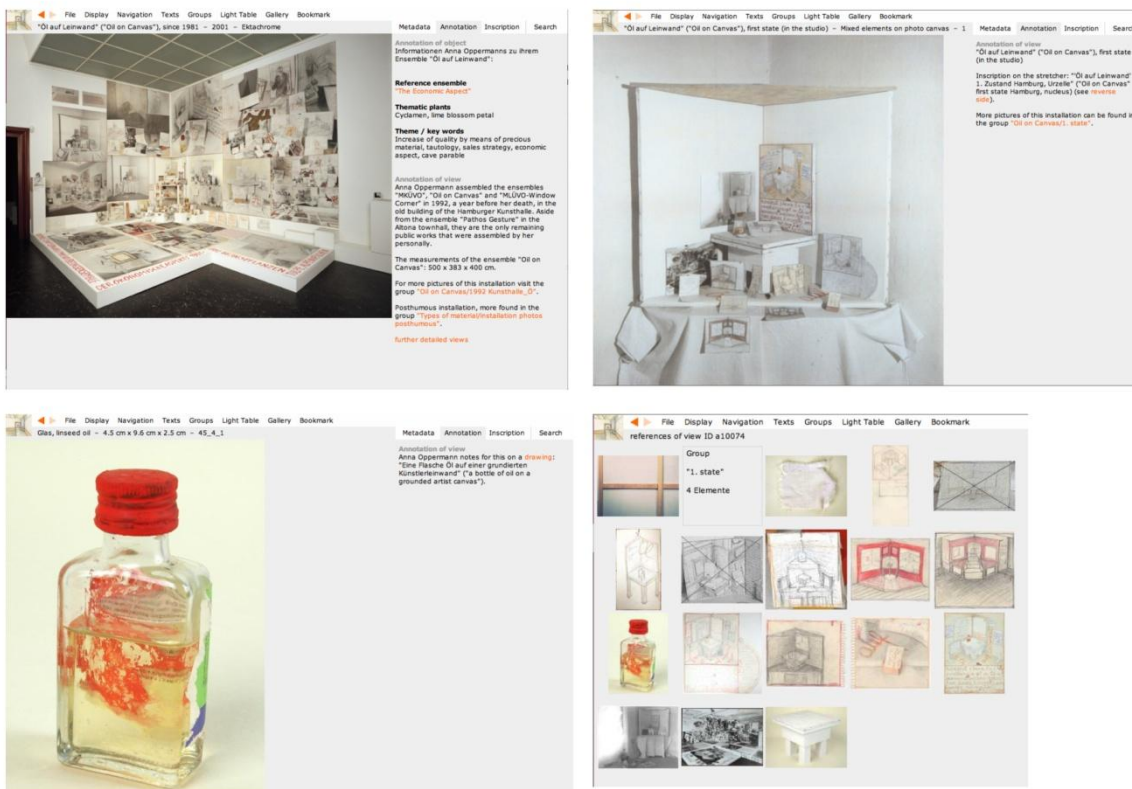 File Display Navigation Texts Groups Light Table Gallery Bookmark
"Öl auf Leinwand" ("Oil on Canvas"), since 1981 – 2001 – Ektachrome
Metadata Annotation Inscription Search
Annotation of object
Informationen Anna Oppermanns zu ihrem
Ensemble "Öl auf Leinwand":
Reference ensemble
"The Economic Aspect"
Thematic plants
Cyclamen, lime blossom petal
Theme / key words
Increase of quality by means of precious
material, tautology, sales strategy, economic
aspect, cave parable
Annotation of view
Anna Oppermann assembled the ensembles
"MKÜVO", "Oil on Canvas" and "MLÜVO-Window
Corner" in 1992, a year before her death, in the
old building of the Hamburger Kunsthalle. Aside
from the ensemble "Pathos Gesture" in the
Altona townhall, they are the only remaining
public works that were assembled by her
personally.
The measurements of the ensemble "Oil on
Canvas": 500 x 383 x 400 cm.
For more pictures of this installation visit the
group "Oil on Canvas/1992 Kunsthalle_O".
Posthumous installation, more found in the
group "Types of material/installation photos
posthumous".
further detailed views
File Display Navigation Texts Groups Light Table Gallery Bookmark
"Öl auf Leinwand" ("Oil on Canvas"), first state (in the studio) – Mixed elements on photo canvas – 1
Metadata Annotation Inscription Search
Annotation of view
"Öl auf Leinwand" ("Oil on Canvas"), first state
(in the studio)
Inscription on the stretcher: "'Öl auf Leinwand'
1. Zustand Hamburg, Urzelle" ("Oil on Canvas"
first state Hamburg, nucleus) (see reverse
side).
More pictures of this installation can be found in
the group "Oil on Canvas/1. state".
File Display Navigation Texts Groups Light Table Gallery Bookmark
Glas, linseed oil – 4.5 cm x 9.6 cm x 2.5 cm – 45_4_1
Metadata Annotation Inscription Search
Annotation of view
Anna Oppermann notes for this on a drawing:
"Eine Flasche Öl auf einer grundierten
Künstlerleinwand" ("a bottle of oil on a
grounded artist canvas").
File Display Navigation Texts Groups Light Table Gallery Bookmark
references of view ID a10074
Group
"1. state"
4 Elemente